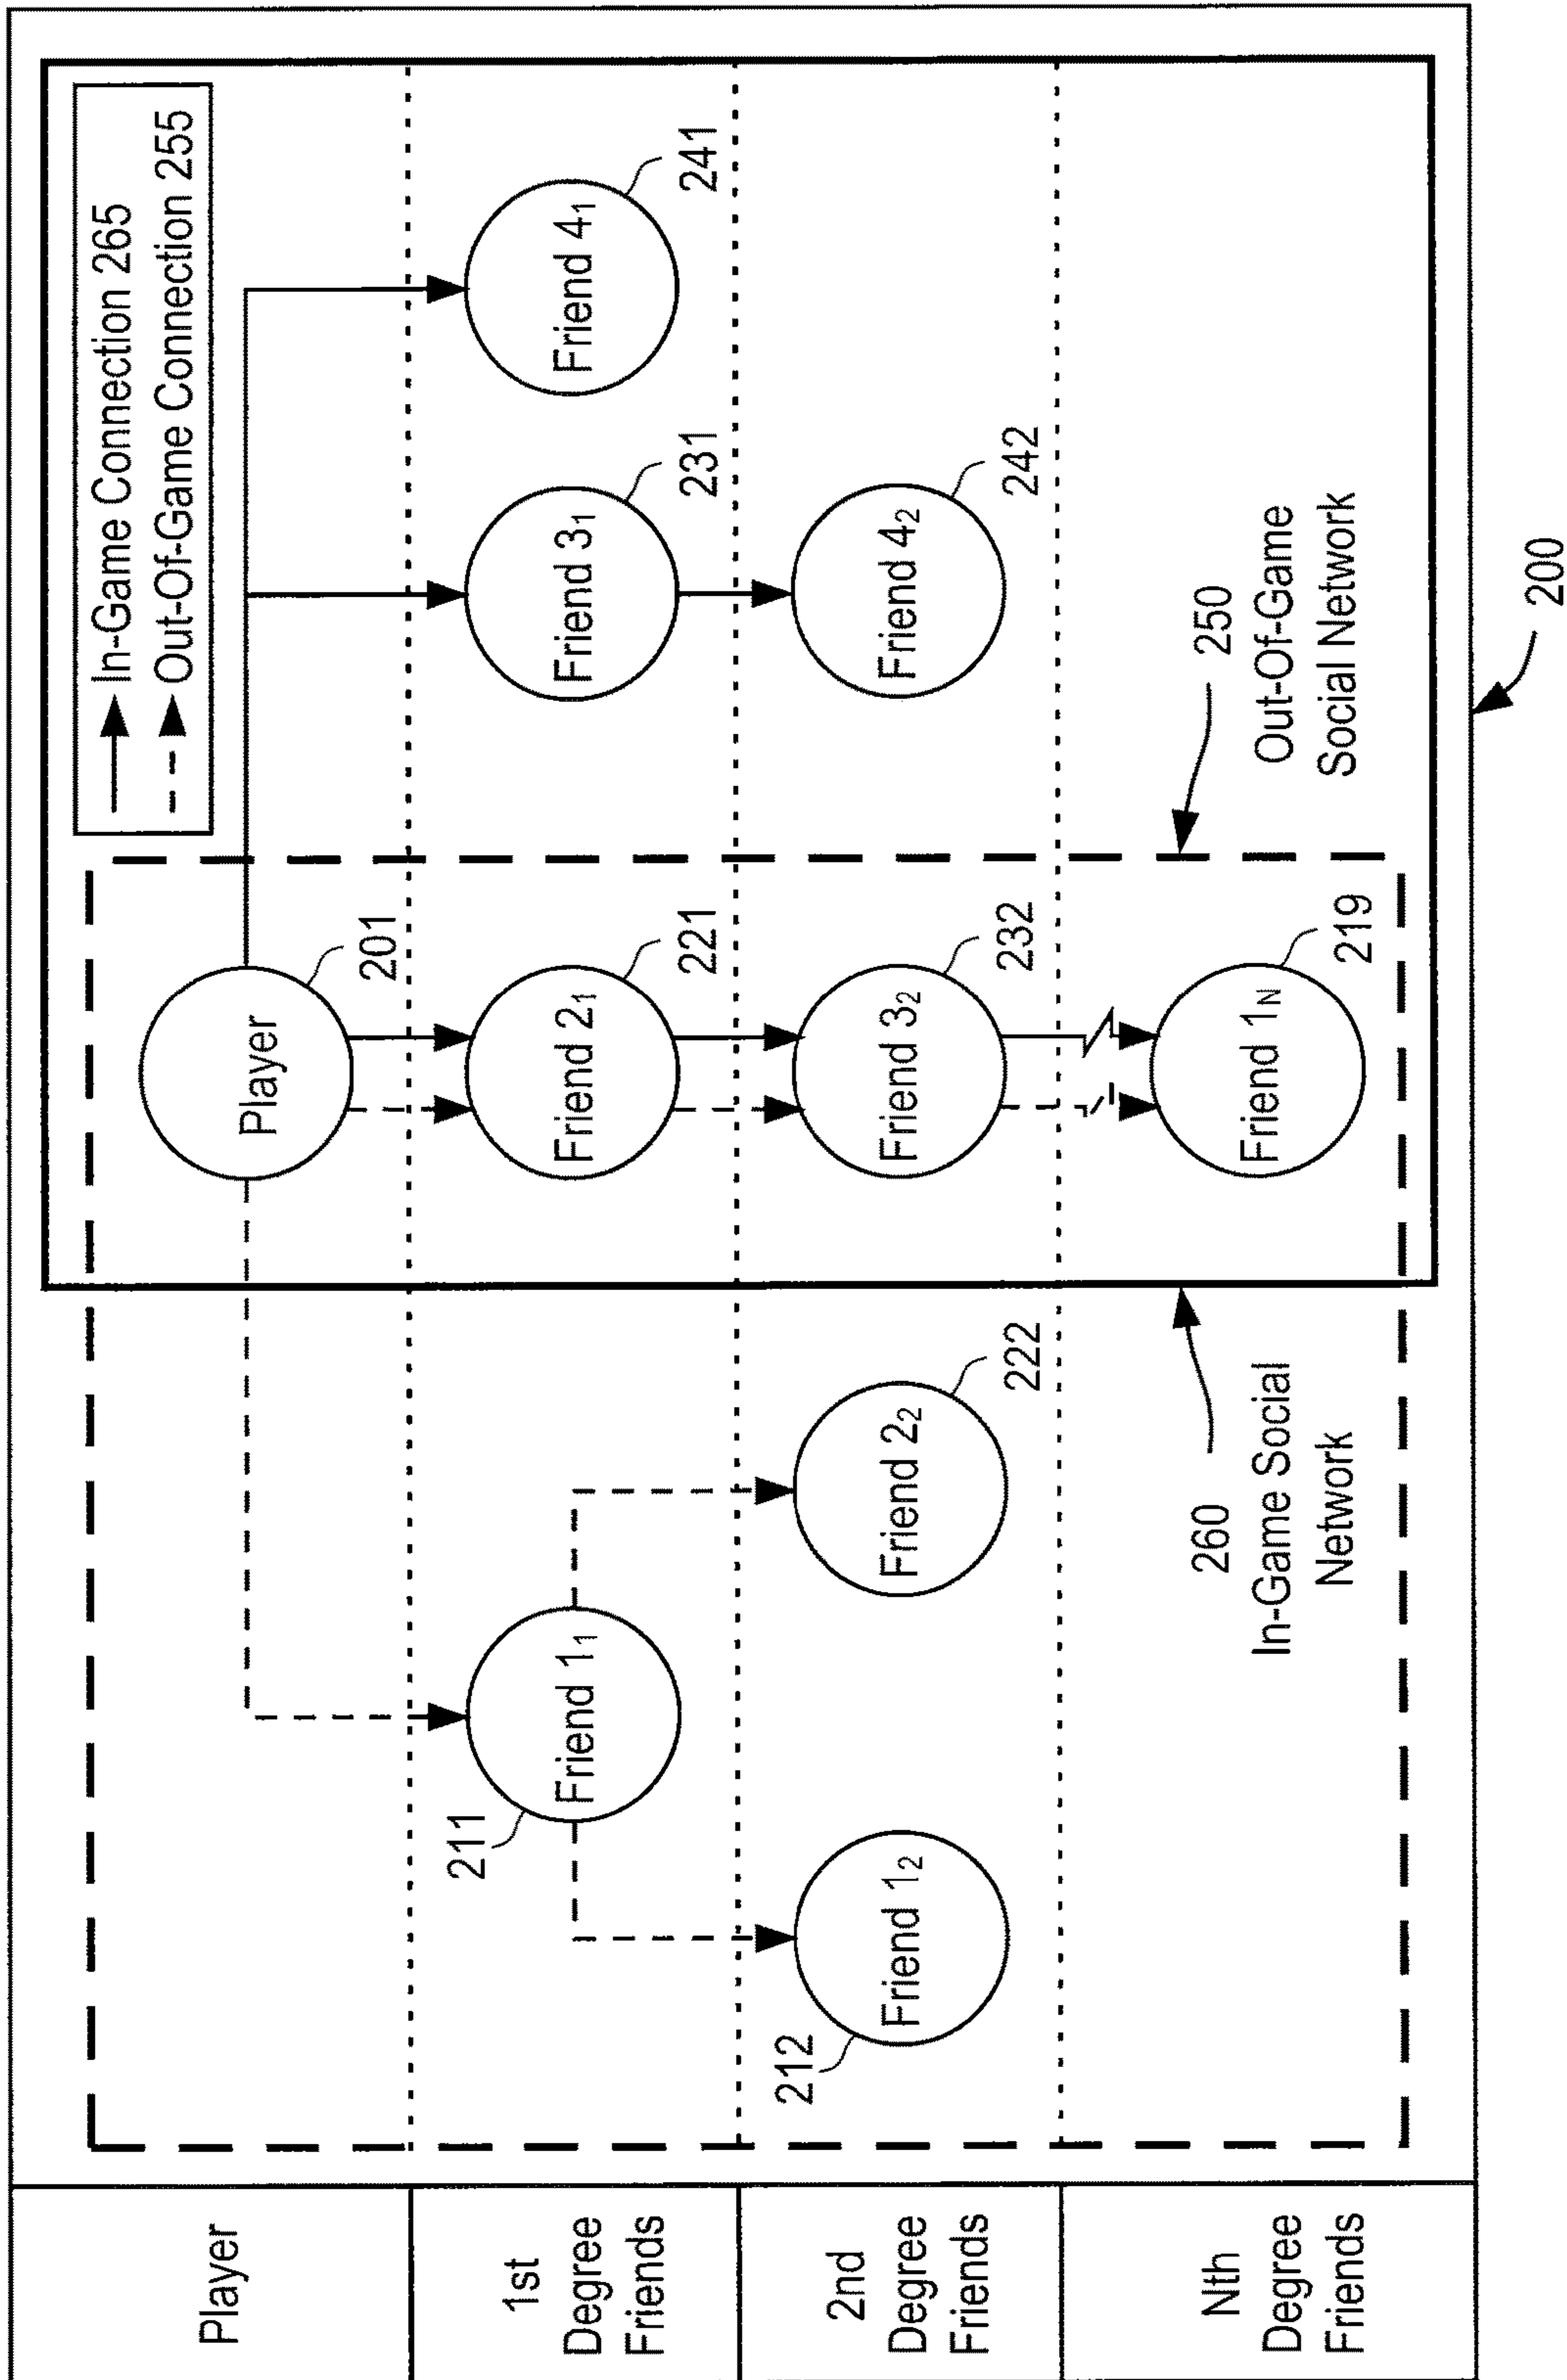 Player
1st
Degree
Friends
2nd
Degree
Friends
Nth
Degree
Friends
In-Game Connection 265
Out-Of-Game Connection 255
Player
201
Friend 1₁
211
Friend 2₁
221
Friend 3₁
231
Friend 4₁
241
Friend 1₂
212
Friend 2₂
222
Friend 3₂
232
Friend 4₂
242
Friend 1N
219
260
In-Game Social
Network
250
Out-Of-Game
Social Network
200